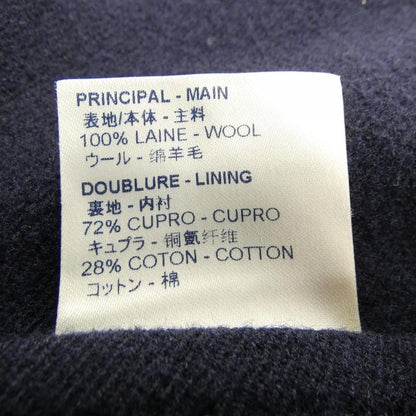 PRINCIPAL - MAIN
表地/本体 - 主料
100% LAINE - WOOL
ウール - 绵羊毛
DOUBLURE - LINING
裏地 - 内衬
72% CUPRO - CUPRO
キュプラ - 铜氨纤维
28% COTON - COTTON
コットン - 棉